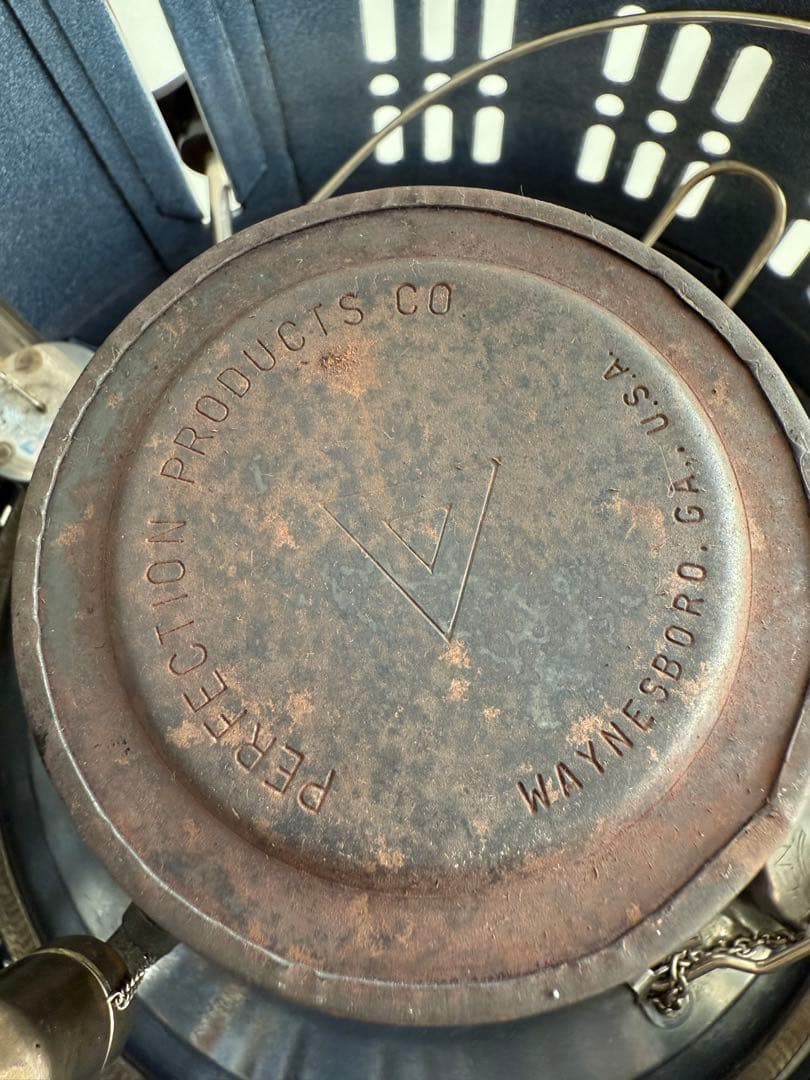 PERFECTION PRODUCTS CO
WAYNESBORO, GA., U.S.A.